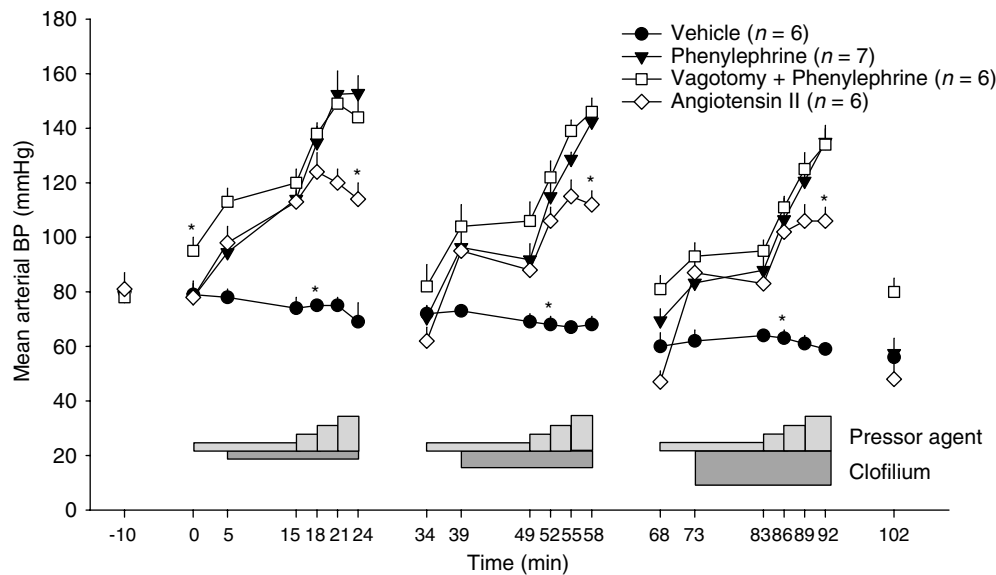 Vehicle (n = 6)
Phenylephrine (n = 7)
Vagotomy + Phenylephrine (n = 6)
Angiotensin II (n = 6)
Mean arterial BP (mmHg)
180
160
140
120
100
80
60
40
20
0
*
*
*
*
*
*
*
Pressor agent
Clofilium
-10 0 5 15 18 21 24 34 39 49 52 55 58 68 73 83 86 89 92 102
Time (min)